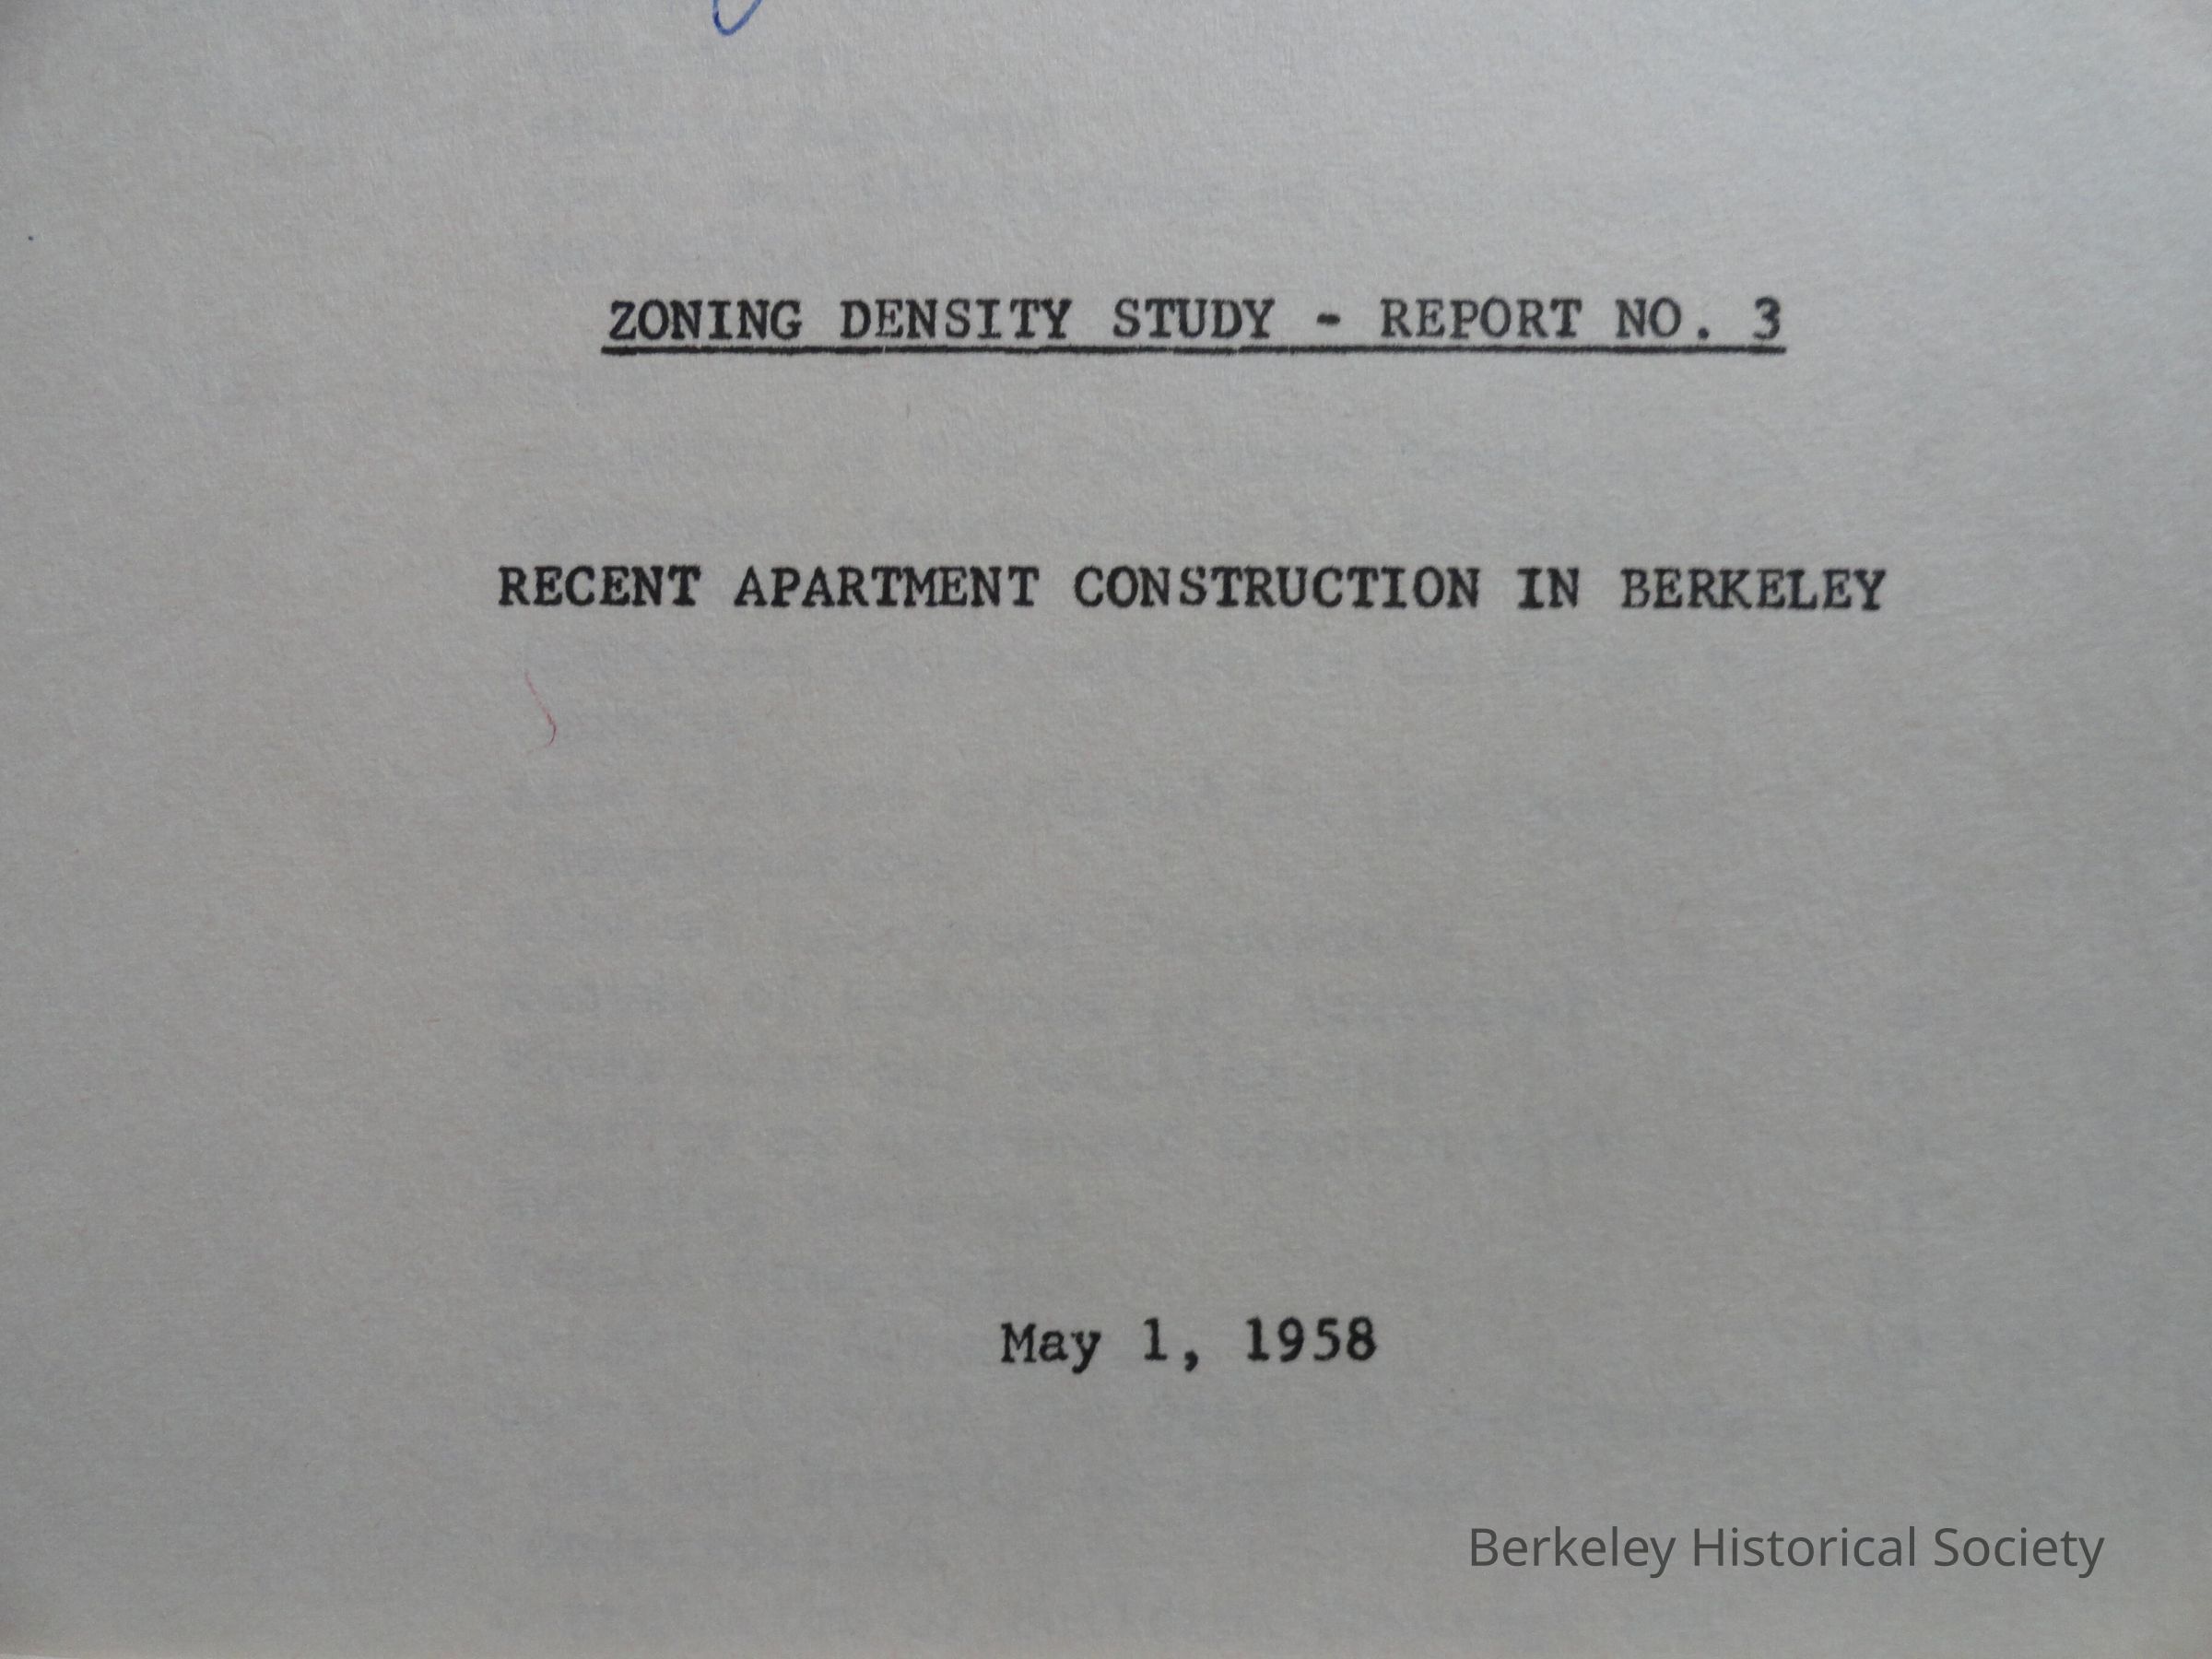 ZONING DENSITY STUDY - REPORT NO. 3
RECENT APARTMENT CONSTRUCTION IN BERKELEY
May 1, 1958
Berkeley Historical Society